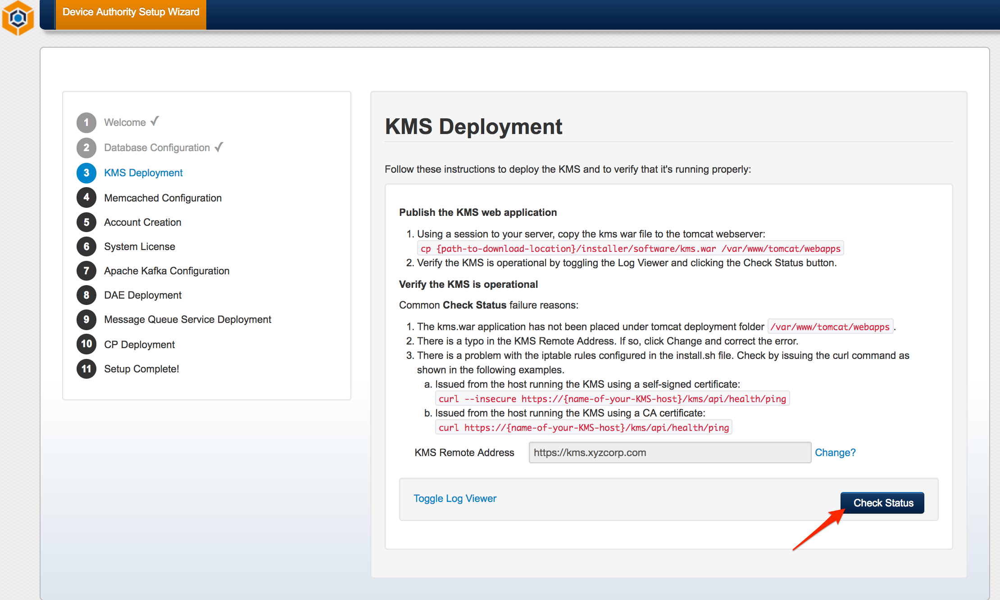 Device Authority Setup Wizard
1 Welcome ✓
2 Database Configuration ✓
3 KMS Deployment
4 Memcached Configuration
5 Account Creation
6 System License
7 Apache Kafka Configuration
8 DAE Deployment
9 Message Queue Service Deployment
10 CP Deployment
11 Setup Complete!
KMS Deployment
Follow these instructions to deploy the KMS and to verify that it's running properly:
Publish the KMS web application
1. Using a session to your server, copy the kms war file to the tomcat webserver:
cp {path-to-download-location}/installer/software/kms.war /var/www/tomcat/webapps
2. Verify the KMS is operational by toggling the Log Viewer and clicking the Check Status button.
Verify the KMS is operational
Common Check Status failure reasons:
1. The kms.war application has not been placed under tomcat deployment folder /var/www/tomcat/webapps.
2. There is a typo in the KMS Remote Address. If so, click Change and correct the error.
3. There is a problem with the iptable rules configured in the install.sh file. Check by issuing the curl command as
shown in the following examples.
a. Issued from the host running the KMS using a self-signed certificate:
curl --insecure https://{name-of-your-KMS-host}/kms/api/health/ping
b. Issued from the host running the KMS using a CA certificate:
curl https://{name-of-your-KMS-host}/kms/api/health/ping
KMS Remote Address https://kms.xyzcorp.com Change?
Toggle Log Viewer
Check Status